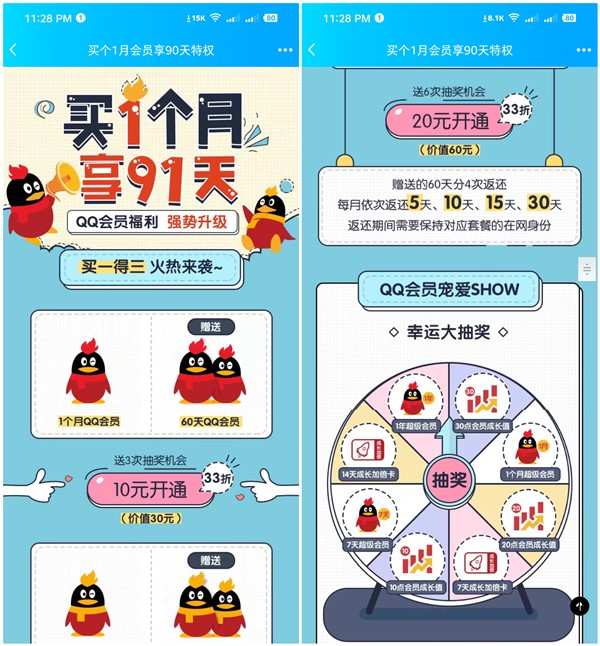 11:28 PM 1
15K
80
买个1月会员享90天特权
买1个月
享91天
QQ会员福利 强势升级
买一得三 火热来袭~
赠送
1个月QQ会员
60天QQ会员
送3次抽奖机会
10元开通
33折
(价值30元)
赠送
11:28 PM 1
8.1K
80
买个1月会员享90天特权
送6次抽奖机会
20元开通
33折
(价值60元)
赠送的60天分4次返还
每月依次返还5天、10天、15天、30天
返还期间需要保持对应套餐的在网身份
QQ会员宠爱SHOW
幸运大抽奖
1年
1年超级会员
30
30点会员成长值
14天成长加倍卡
1月
1个月超级会员
抽奖
7天
7天超级会员
20
20点会员成长值
10
10点会员成长值
7天成长加倍卡